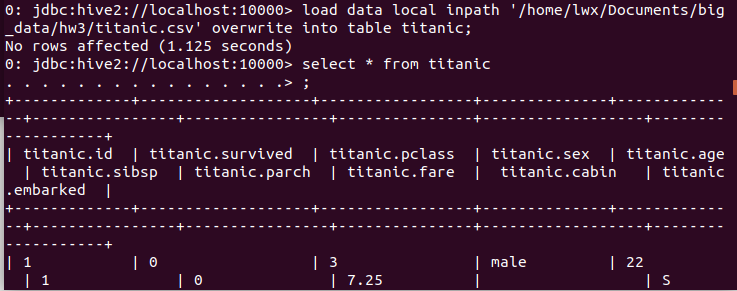 0: jdbc:hive2://localhost:10000> load data local inpath '/home/lwx/Documents/big
_data/hw3/titanic.csv' overwrite into table titanic;
No rows affected (1.125 seconds)
0: jdbc:hive2://localhost:10000> select * from titanic
. . . . . . . . . . . . . . . .> ;
+-------------+-------------------+-----------------+--------------+------------
--+----------------+----------------+---------------+-------------------+-------
-----------+
| titanic.id  | titanic.survived  | titanic.pclass  | titanic.sex  | titanic.age
  | titanic.sibsp  | titanic.parch  | titanic.fare  |  titanic.cabin    | titanic
.embarked  |
+-------------+-------------------+-----------------+--------------+------------
--+----------------+----------------+---------------+-------------------+-------
-----------+
| 1           | 0                 | 3               | male         | 22
  | 1              | 0              | 7.25          |                   | S